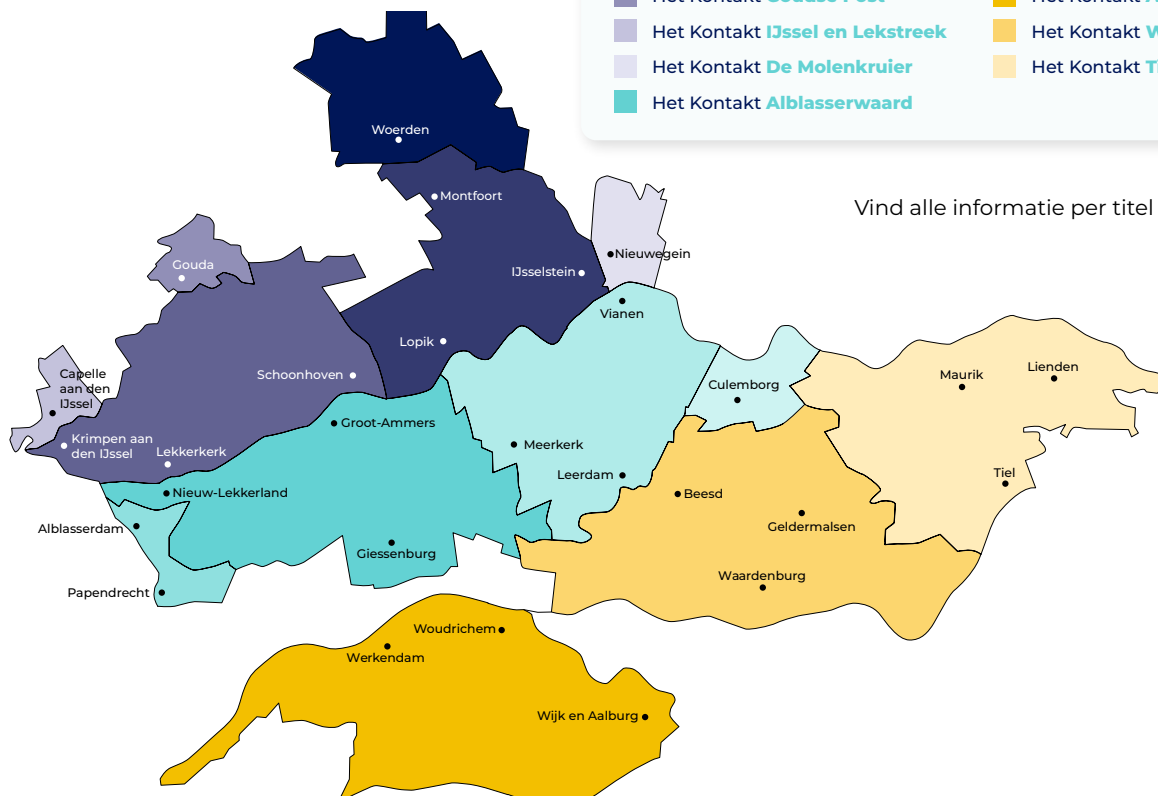 Het Kontakt
Het Kontakt IJssel en Lekstreek
Het Kontakt
Het Kontakt De Molenkruier
Het Kontakt
Het Kontakt Alblasserwaard
Woerden
Montfoort
Vind alle informatie per titel
Nieuwegein
Gouda
IJsselstein
Vianen
Lopik
Capelle
aan den
IJssel
Schoonhoven
Culemborg
Maurik
Lienden
Groot-Ammers
Krimpen aan
den IJssel
Lekkerkerk
Meerkerk
Leerdam
Tiel
Nieuw-Lekkerland
Beesd
Alblasserdam
Geldermalsen
Giessenburg
Waardenburg
Papendrecht
Woudrichem
Werkendam
Wijk en Aalburg